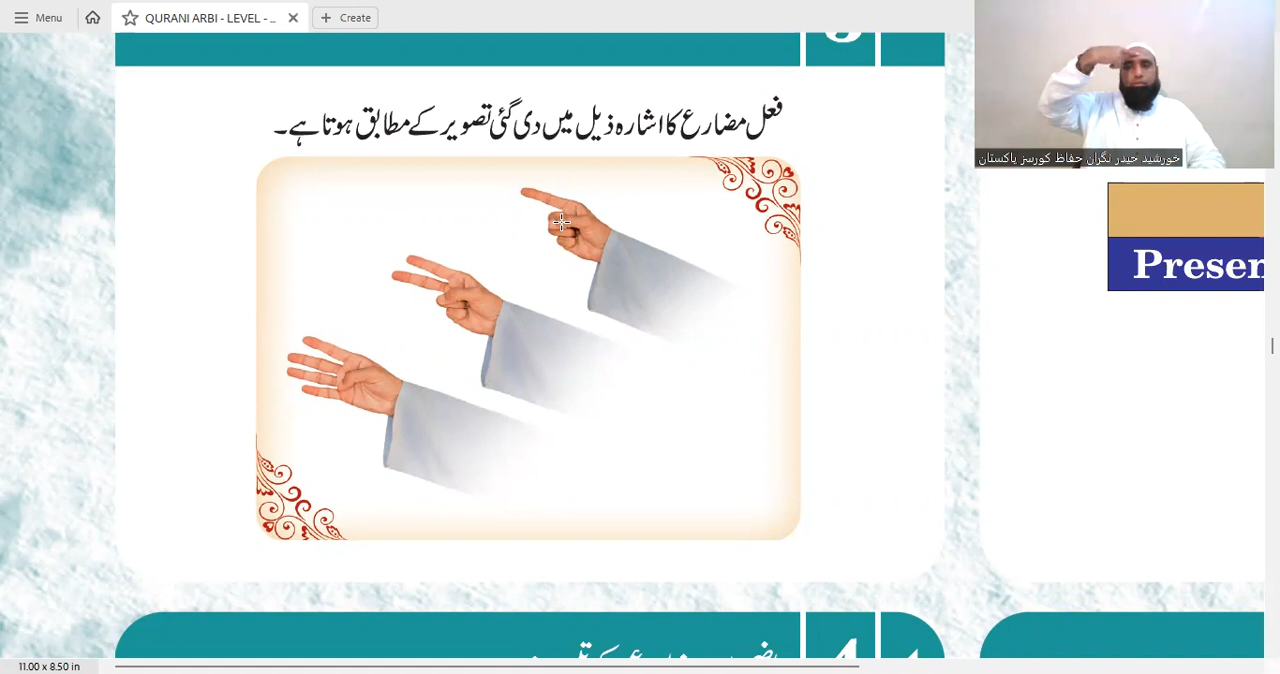 Menu
QURANI ARBI - LEVEL - ...
Create
فعل مضارع کا اشارہ ذیل میں دی گئی تصویر کے مطابق ہوتا ہے۔
خورشید حیدر نگران حفاظ کورسز پاکستان
Presen
4
11.00 x 8.50 in